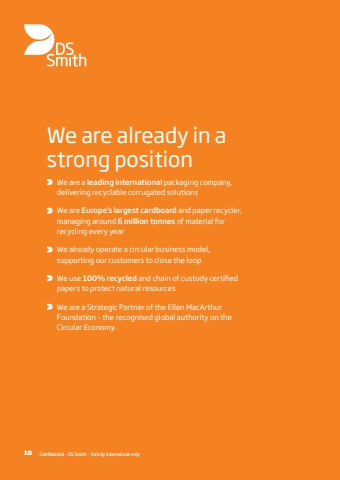 DS
Smith
We are already in a
strong position
We are a leading international packaging company,
delivering recyclable corrugated solutions
We are Europe's largest cardboard and paper recycler,
managing around 6 million tonnes of material for
recycling every year
We already operate a circular business model,
supporting our customers to close the loop
We use 100% recycled and chain of custody certified
papers to protect natural resources
We are a Strategic Partner of the Ellen MacArthur
Foundation – the recognised global authority on the
Circular Economy.
10 Confidential – DS Smith – Strictly internal use only